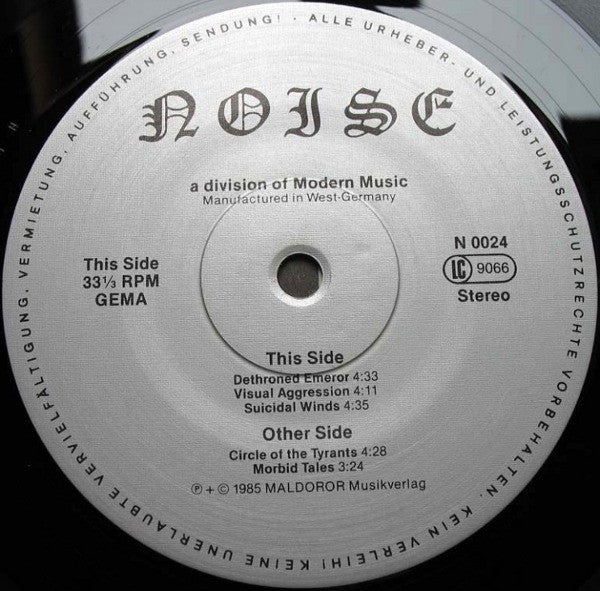 NOISE
a division of Modern Music
Manufactured in West-Germany
This Side
33⅓ RPM
GEMA
N 0024
LC 9066
Stereo
This Side
Dethroned Emeror 4:33
Visual Aggression 4:11
Suicidal Winds 4:35
Other Side
Circle of the Tyrants 4:28
Morbid Tales 3:24
℗ + © 1985 MALDOROR Musikverlag
ALLE URHEBER- UND LEISTUNGSSCHUTZRECHTE VORBEHALTEN. KEIN VERLEIH! KEINE UNERLAUBTE VERVIELFÄLTIGUNG, VERMIETUNG, AUFFÜHRUNG, SENDUNG! ·